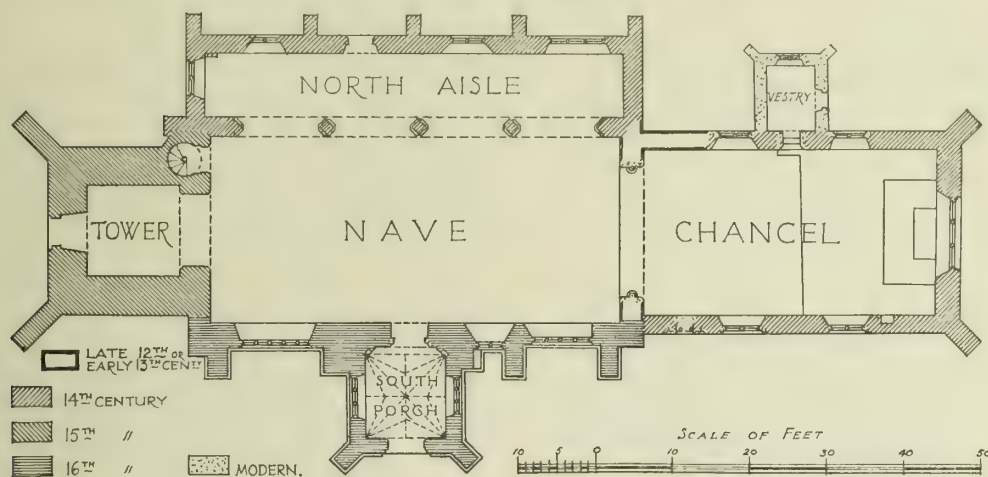 NORTH AISLE
VESTRY
TOWER
NAVE
CHANCEL
SOUTH
PORCH
LATE 12TH OR
EARLY 13TH CENTY
14TH CENTURY
15TH "
16TH "
MODERN.
SCALE OF FEET
10 5 0 10 20 30 40 50